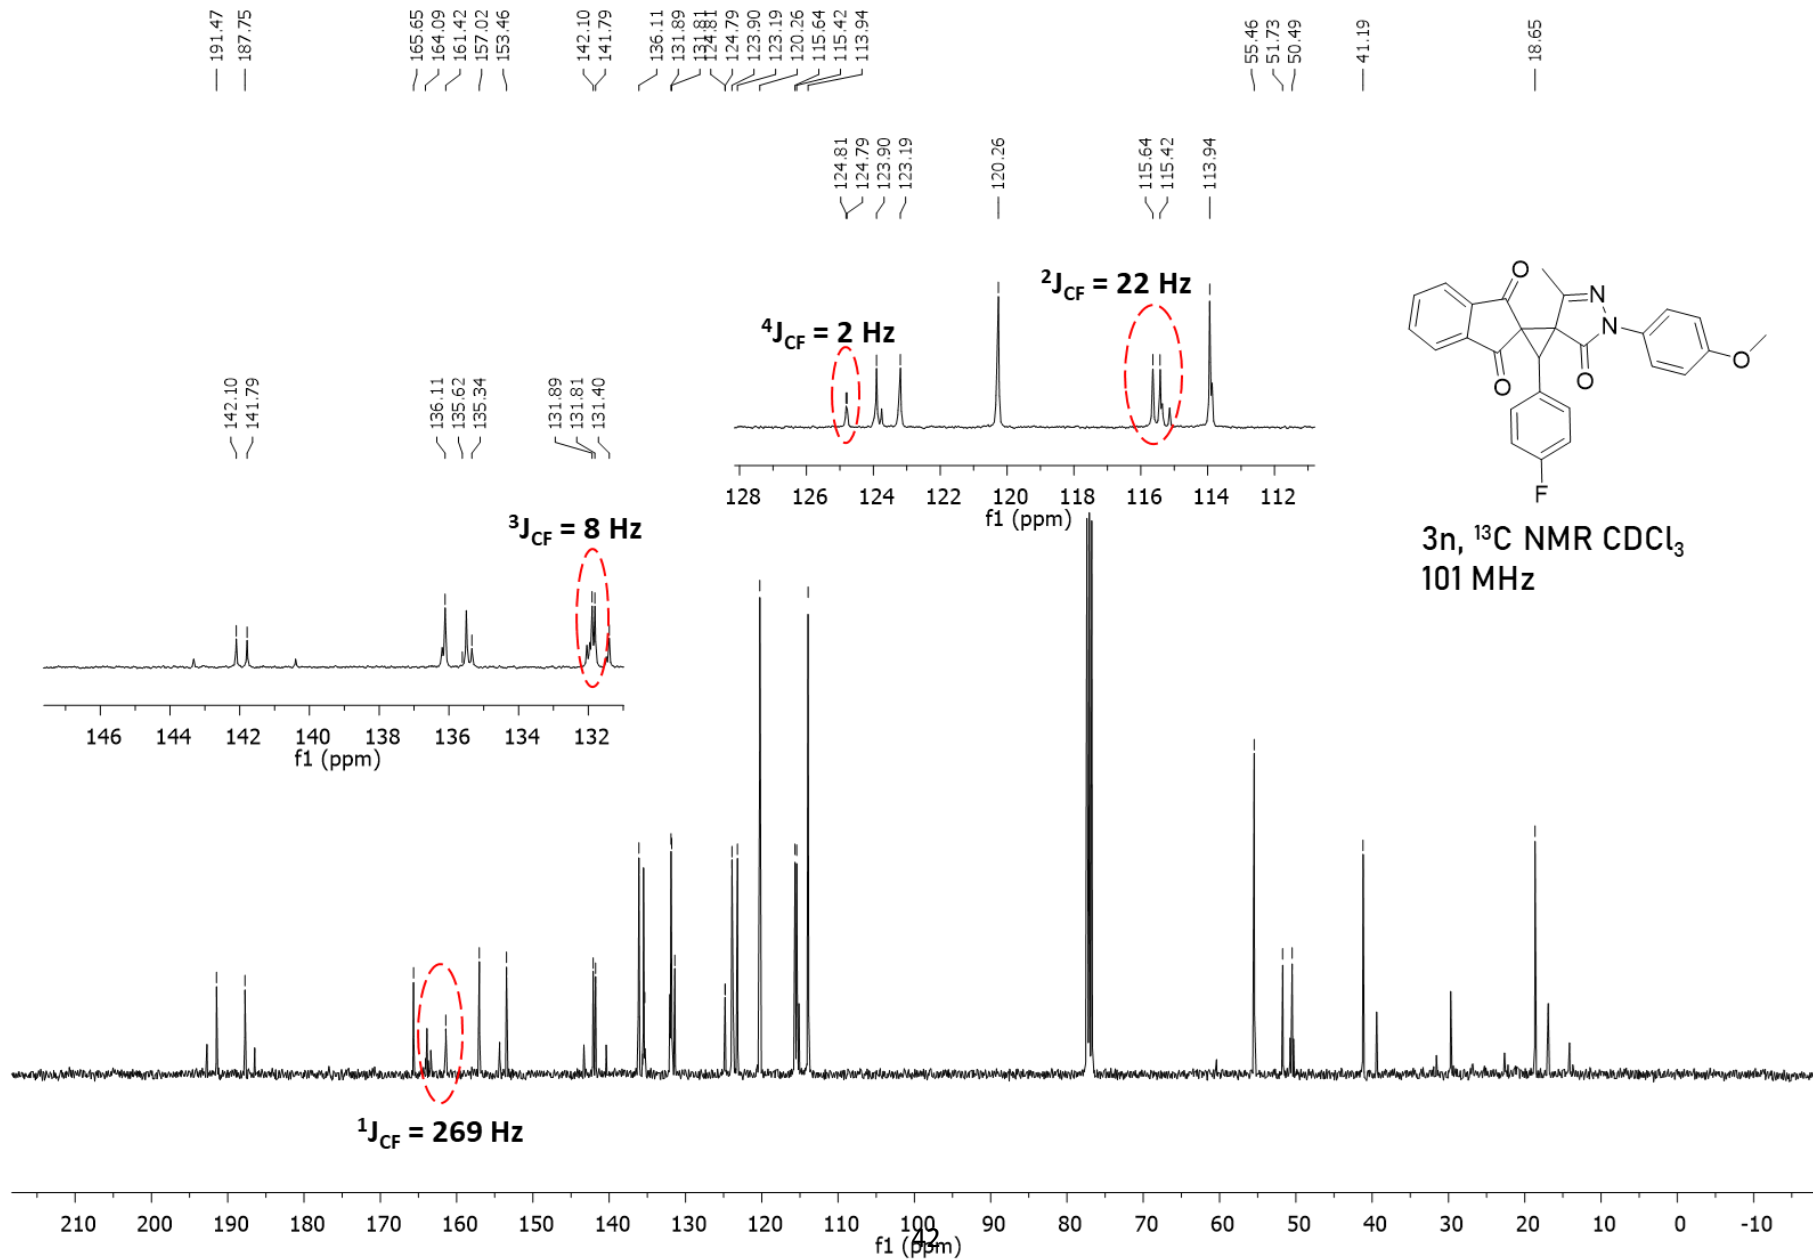 191.47
187.75
165.65
164.09
161.42
157.02
153.46
142.10
141.79
136.11
131.89
131.81
124.81
124.79
123.90
123.19
120.26
115.64
115.42
113.94
55.46
51.73
50.49
41.19
18.65
124.81
124.79
123.90
123.19
120.26
115.64
115.42
113.94
²J_CF = 22 Hz
⁴J_CF = 2 Hz
128 126 124 122 120 118 116 114 112
f1 (ppm)
142.10
141.79
136.11
135.62
135.34
131.89
131.81
131.40
³J_CF = 8 Hz
146 144 142 140 138 136 134 132
f1 (ppm)
O
N
N
O
O
O
F
3n, ¹³C NMR CDCl₃
101 MHz
¹J_CF = 269 Hz
210 200 190 180 170 160 150 140 130 120 110 100 90 80 70 60 50 40 30 20 10 0 -10
f1 (ppm)
42